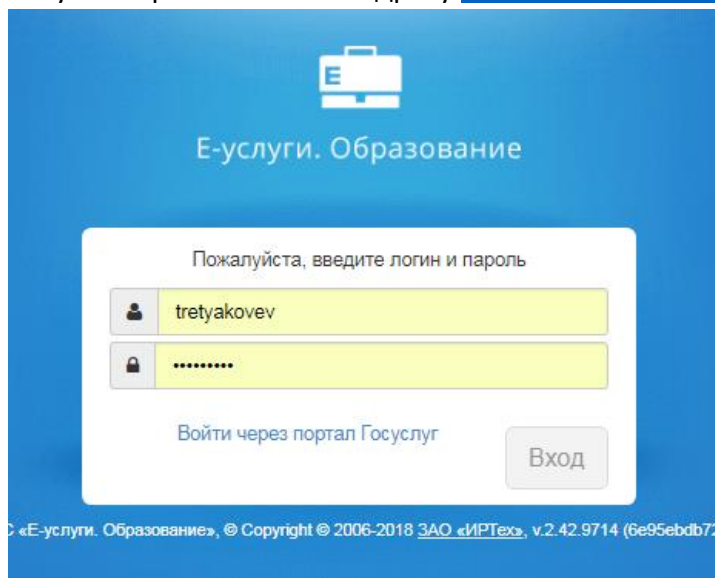 E
Е-услуги. Образование
Пожалуйста, введите логин и пароль
tretyakovev
•••••••••
Войти через портал Госуслуг
Вход
«Е-услуги. Образование», © Copyright © 2006-2018 ЗАО «ИРТех», v.2.42.9714 (6e95ebdb72